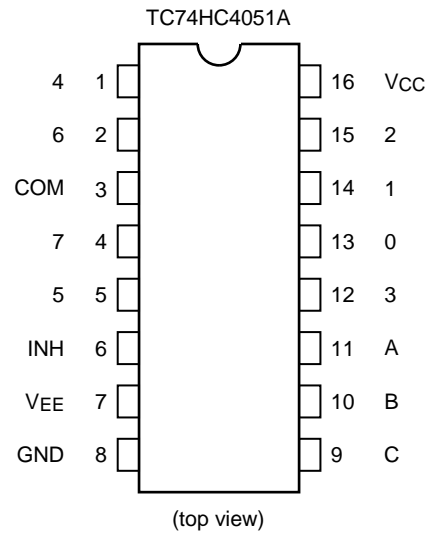 TC74HC4051A
4 1 16 VCC
6 2 15 2
COM 3 14 1
7 4 13 0
5 5 12 3
INH 6 11 A
VEE 7 10 B
GND 8 9 C
(top view)